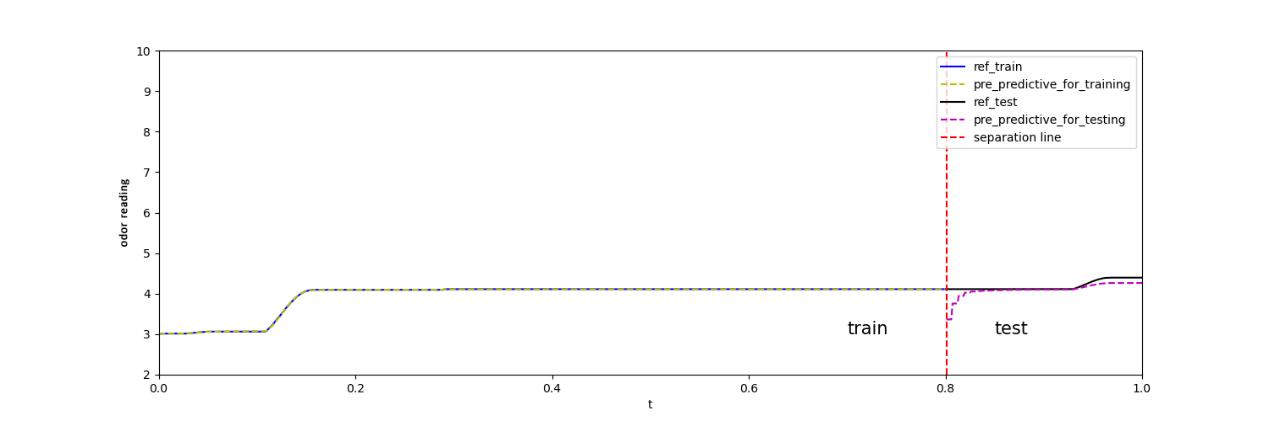 10
9
8
7
6
5
4
3
2
odor reading
0.0
0.2
0.4
0.6
0.8
1.0
t
ref_train
pre_predictive_for_training
ref_test
pre_predictive_for_testing
separation line
train
test